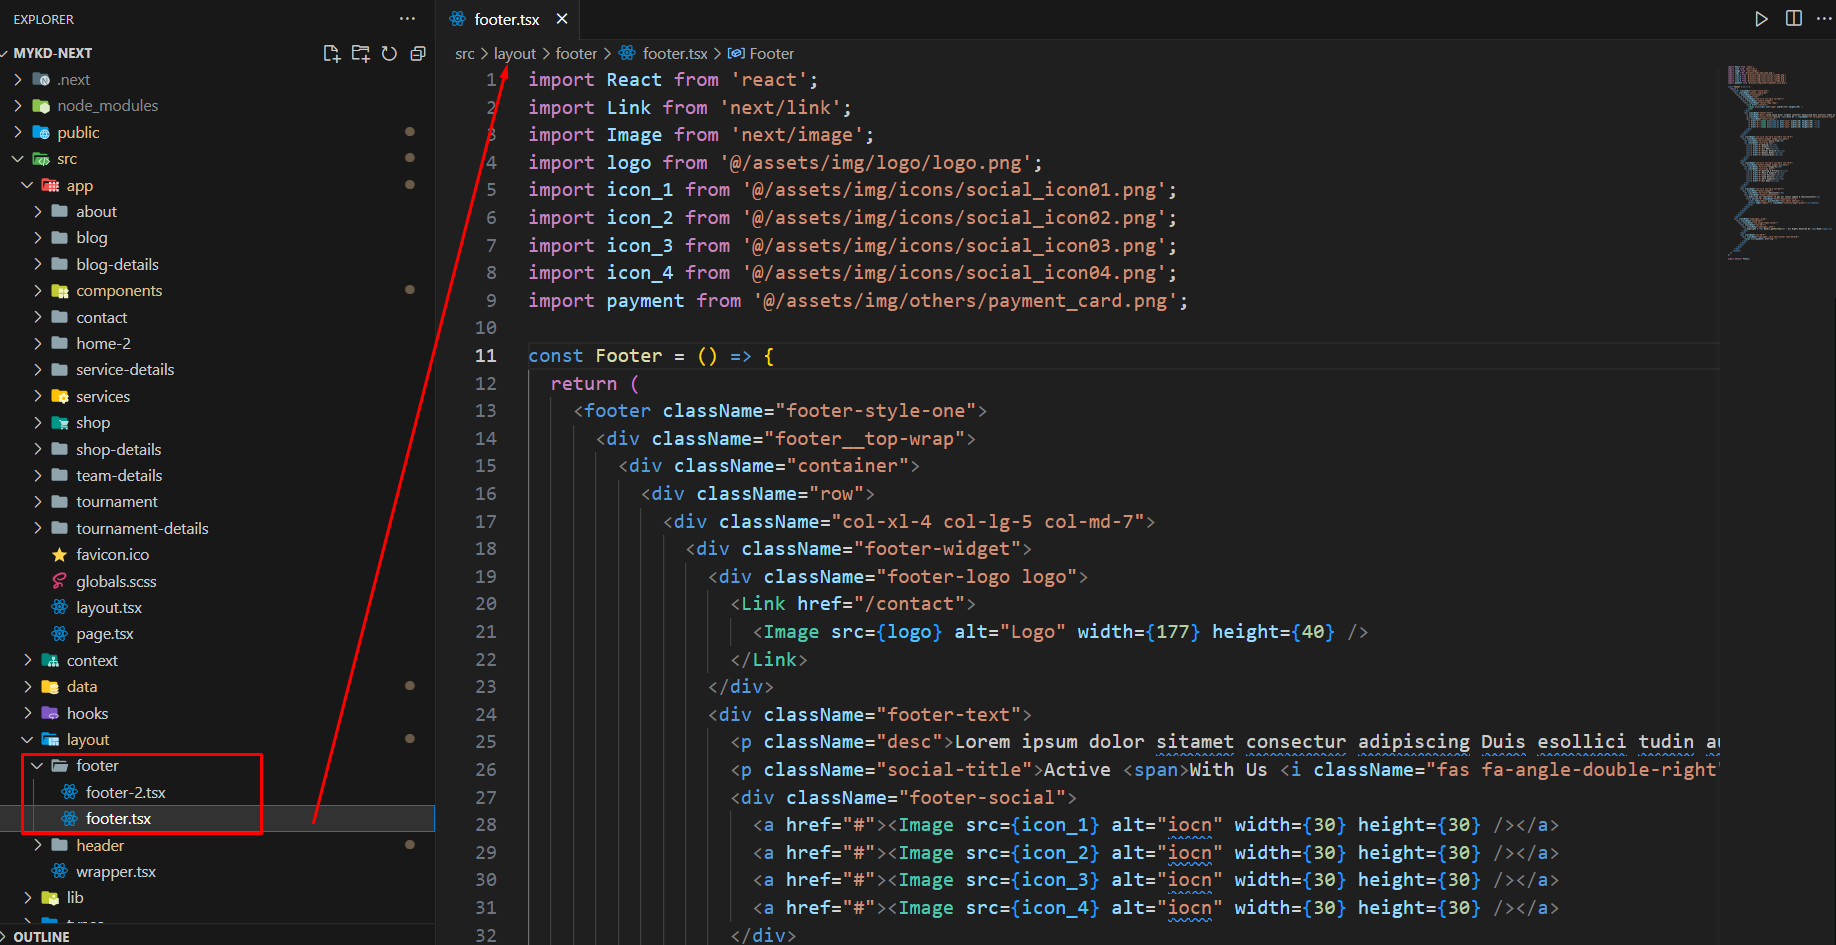 EXPLORER
MYKD-NEXT
.next
node_modules
public
src
app
about
blog
blog-details
components
contact
home-2
service-details
services
shop
shop-details
team-details
tournament
tournament-details
favicon.ico
globals.scss
layout.tsx
page.tsx
context
data
hooks
layout
footer
footer-2.tsx
footer.tsx
header
wrapper.tsx
lib
OUTLINE
footer.tsx
src > layout > footer > footer.tsx > Footer
1 import React from 'react';
2 import Link from 'next/link';
3 import Image from 'next/image';
4 import logo from '@/assets/img/logo/logo.png';
5 import icon_1 from '@/assets/img/icons/social_icon01.png';
6 import icon_2 from '@/assets/img/icons/social_icon02.png';
7 import icon_3 from '@/assets/img/icons/social_icon03.png';
8 import icon_4 from '@/assets/img/icons/social_icon04.png';
9 import payment from '@/assets/img/others/payment_card.png';
10
11 const Footer = () => {
12 return (
13 <footer className="footer-style-one">
14 <div className="footer__top-wrap">
15 <div className="container">
16 <div className="row">
17 <div className="col-xl-4 col-lg-5 col-md-7">
18 <div className="footer-widget">
19 <div className="footer-logo logo">
20 <Link href="/contact">
21 <Image src={logo} alt="Logo" width={177} height={40} />
22 </Link>
23 </div>
24 <div className="footer-text">
25 <p className="desc">Lorem ipsum dolor sitamet consectur adipiscing Duis esollici tudin
26 <p className="social-title">Active <span>With Us <i className="fas fa-angle-double-right
27 <div className="footer-social">
28 <a href="#"><Image src={icon_1} alt="iocn" width={30} height={30} /></a>
29 <a href="#"><Image src={icon_2} alt="iocn" width={30} height={30} /></a>
30 <a href="#"><Image src={icon_3} alt="iocn" width={30} height={30} /></a>
31 <a href="#"><Image src={icon_4} alt="iocn" width={30} height={30} /></a>
32 </div>